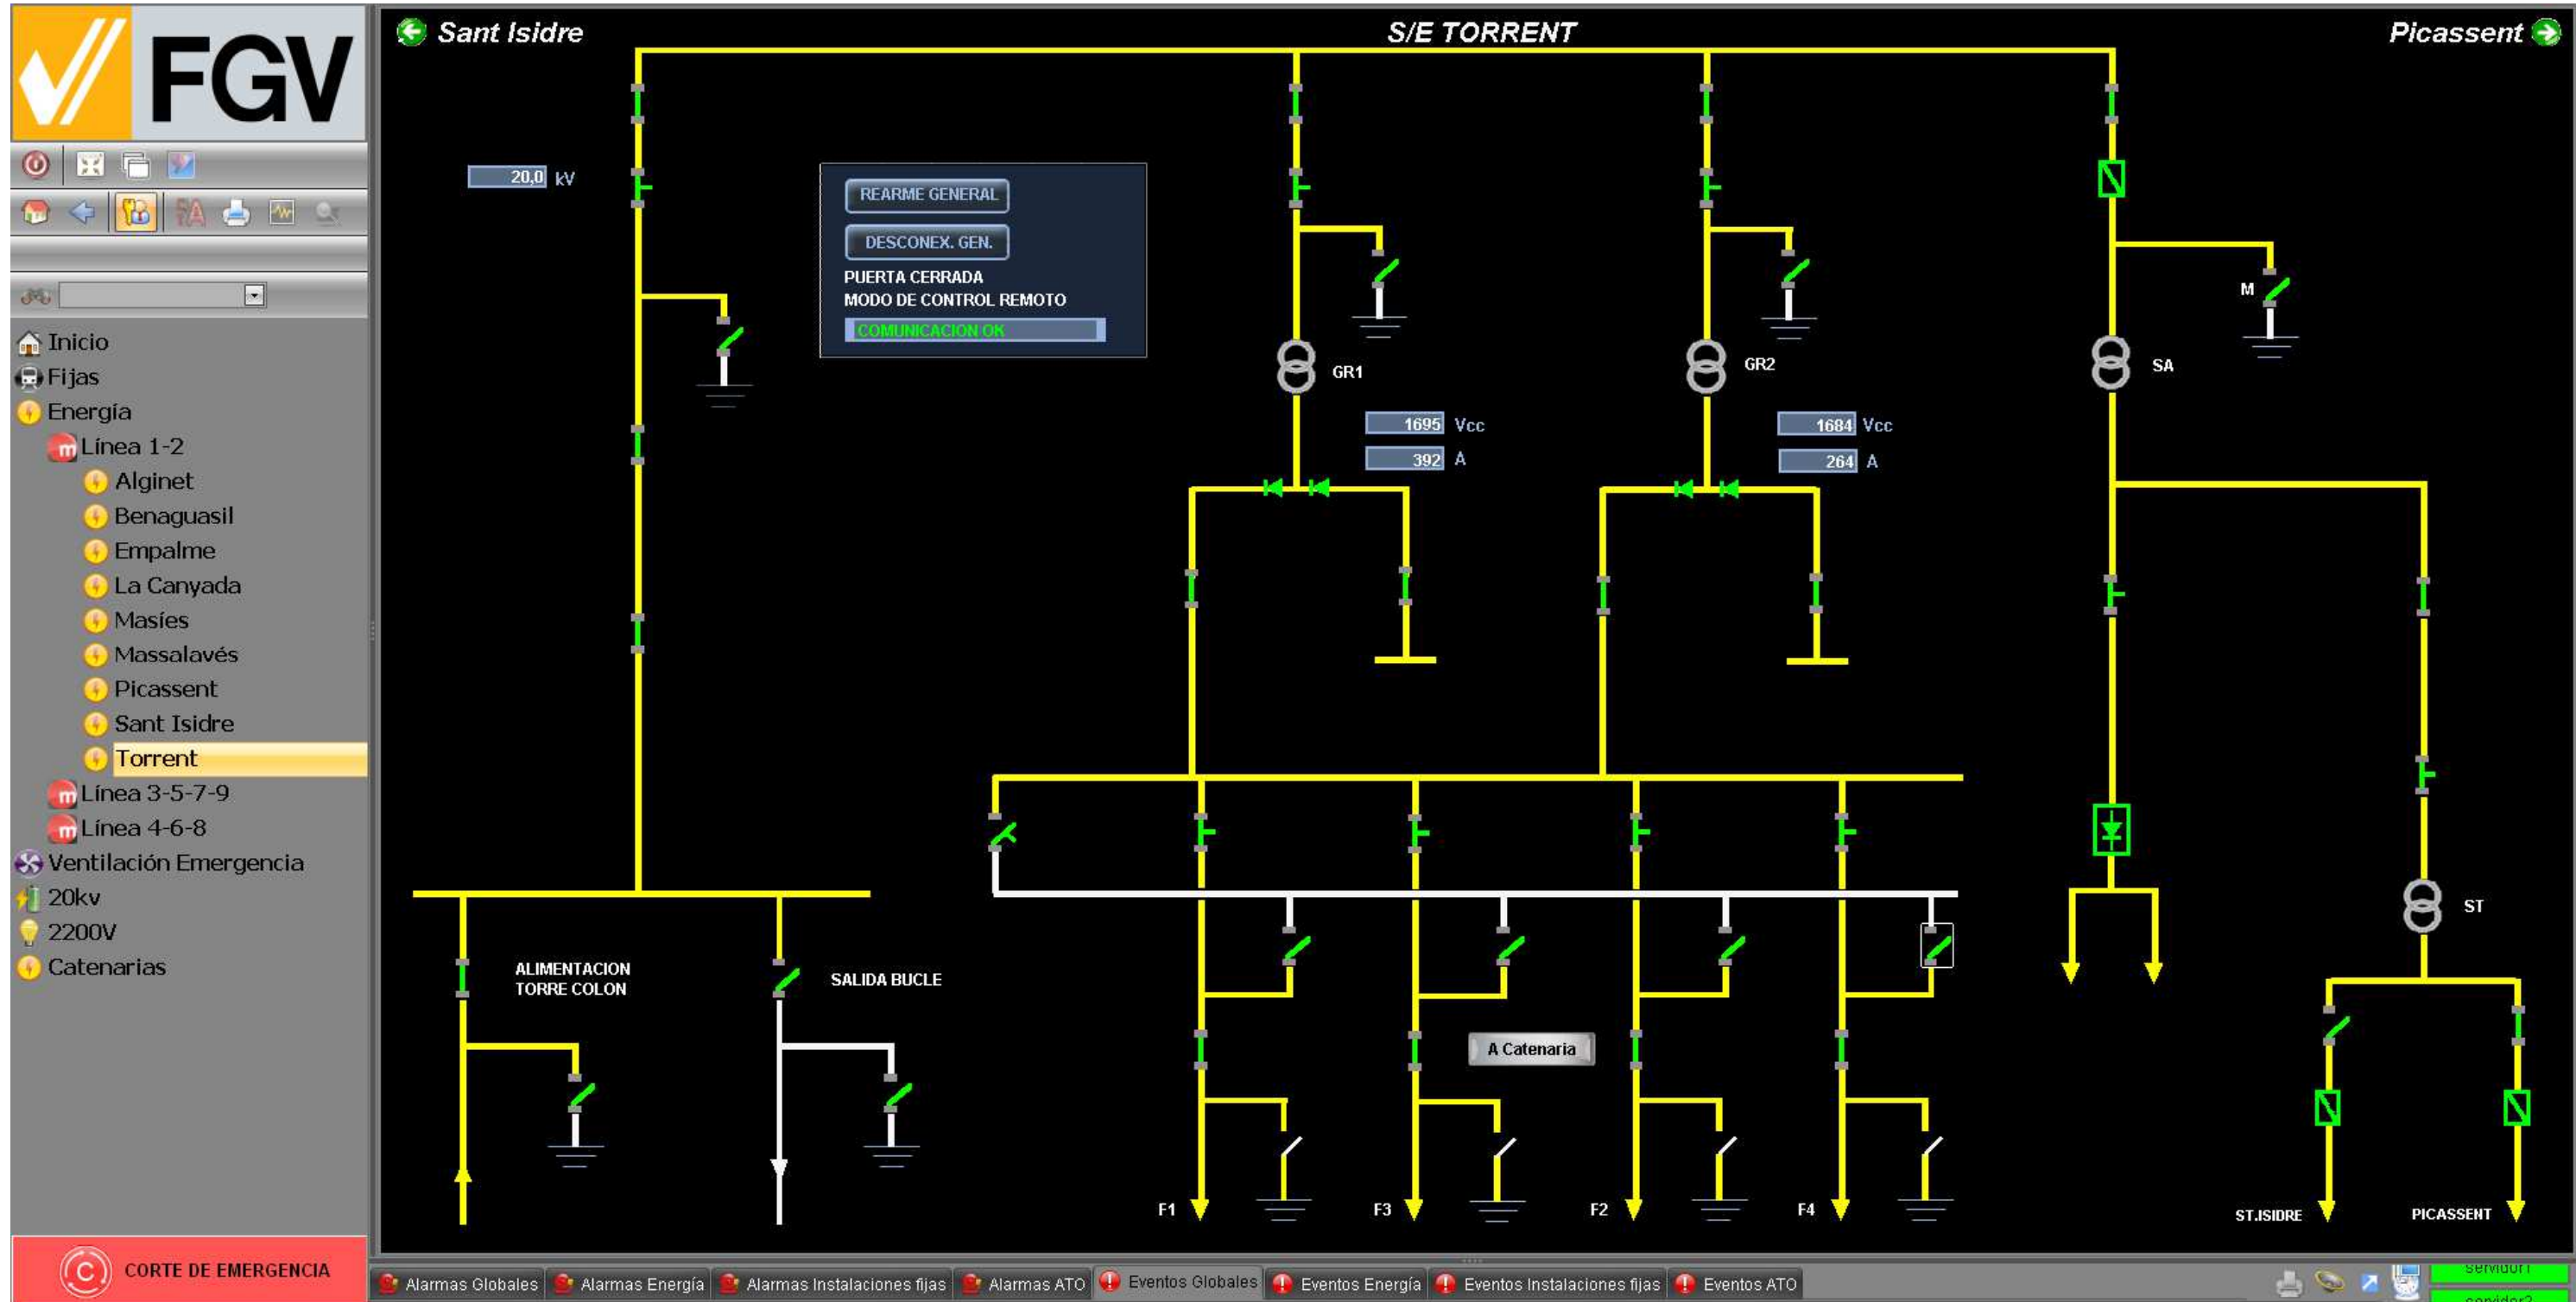 FGV
Sant Isidre
S/E TORRENT
Picassent
20,0 kV
REARME GENERAL
DESCONEX. GEN.
PUERTA CERRADA
MODO DE CONTROL REMOTO
COMUNICACION OK
M
GR1
GR2
SA
1695 Vcc
392 A
1684 Vcc
264 A
Inicio
Fijas
Energía
Línea 1-2
Alginet
Benaguasil
Empalme
La Canyada
Masíes
Massalavés
Picassent
Sant Isidre
Torrent
Línea 3-5-7-9
Línea 4-6-8
Ventilación Emergencia
20kv
2200V
Catenarias
ALIMENTACION
TORRE COLON
SALIDA BUCLE
ST
A Catenaria
F1
F3
F2
F4
ST.ISIDRE
PICASSENT
CORTE DE EMERGENCIA
Alarmas Globales
Alarmas Energía
Alarmas Instalaciones fijas
Alarmas ATO
Eventos Globales
Eventos Energía
Eventos Instalaciones fijas
Eventos ATO